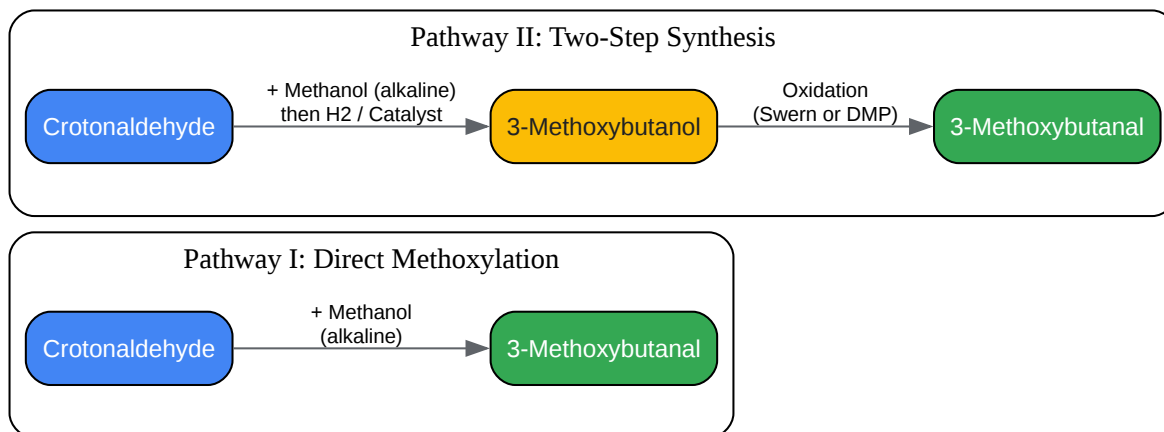 Pathway II: Two-Step Synthesis
Crotonaldehyde
+ Methanol (alkaline)
then H2 / Catalyst
3-Methoxybutanol
Oxidation
(Swern or DMP)
3-Methoxybutanal
Pathway I: Direct Methoxylation
Crotonaldehyde
+ Methanol
(alkaline)
3-Methoxybutanal